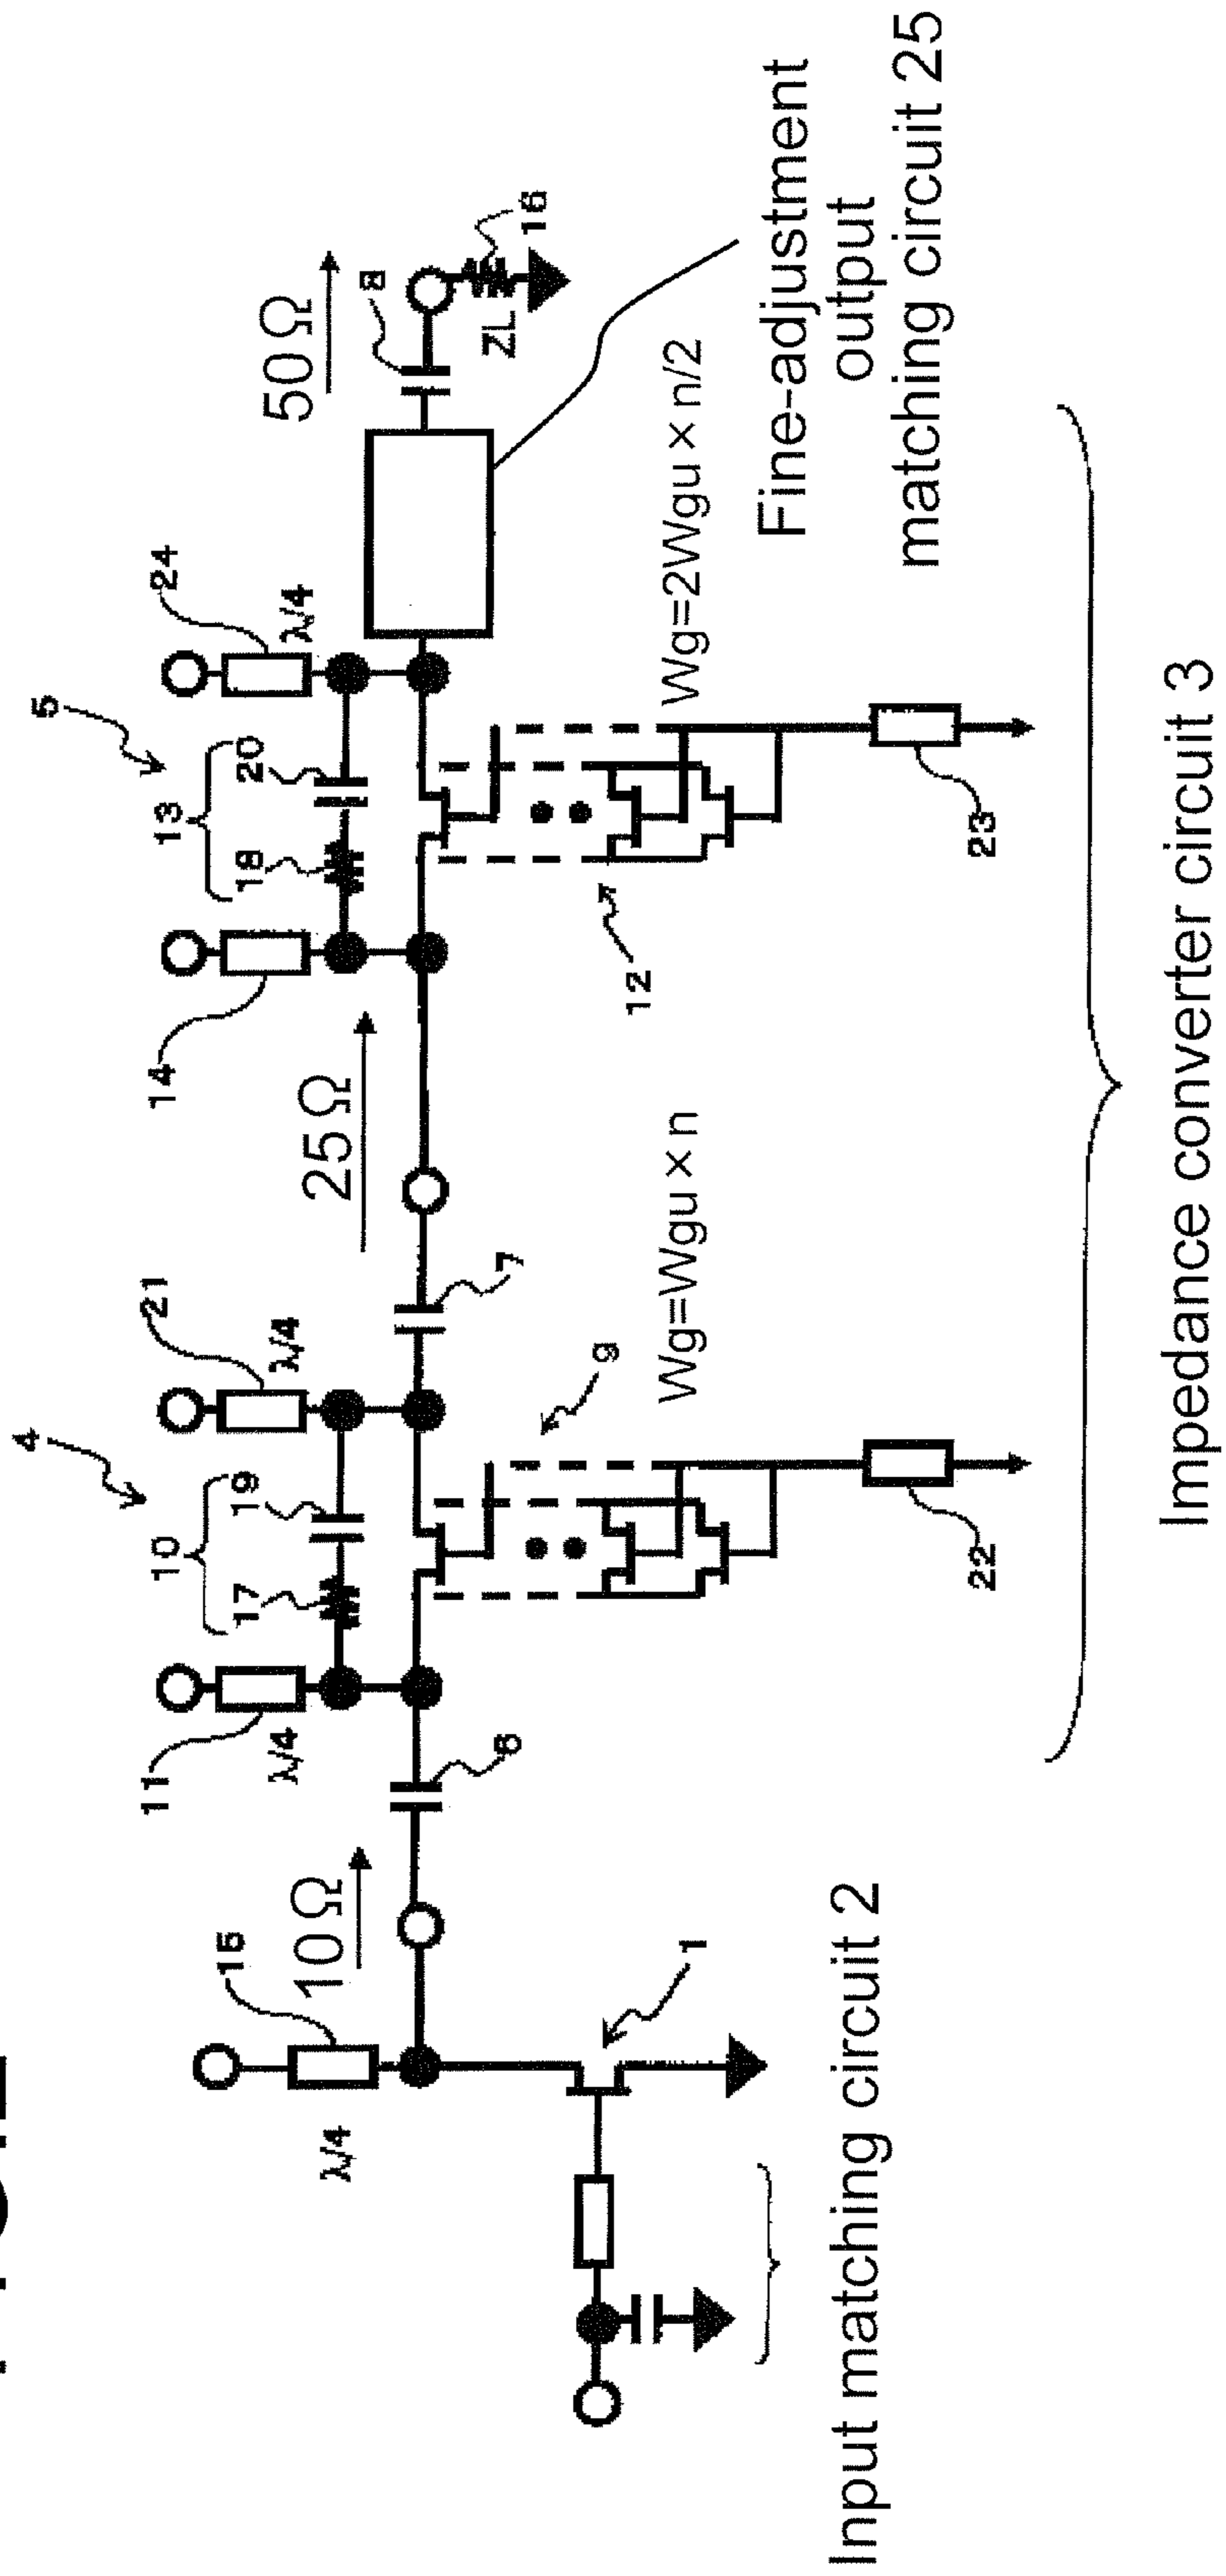 50Ω
25Ω
10Ω
5
24
λ/4
13
18
20
14
8
ZL
16
4
21
λ/4
10
17
19
11
λ/4
7
6
9
12
Wg=2Wgu×n/2
Wg=Wgu×n
23
22
15
λ/4
1
Fine-adjustment
output
matching circuit 25
Input matching circuit 2
Impedance converter circuit 3